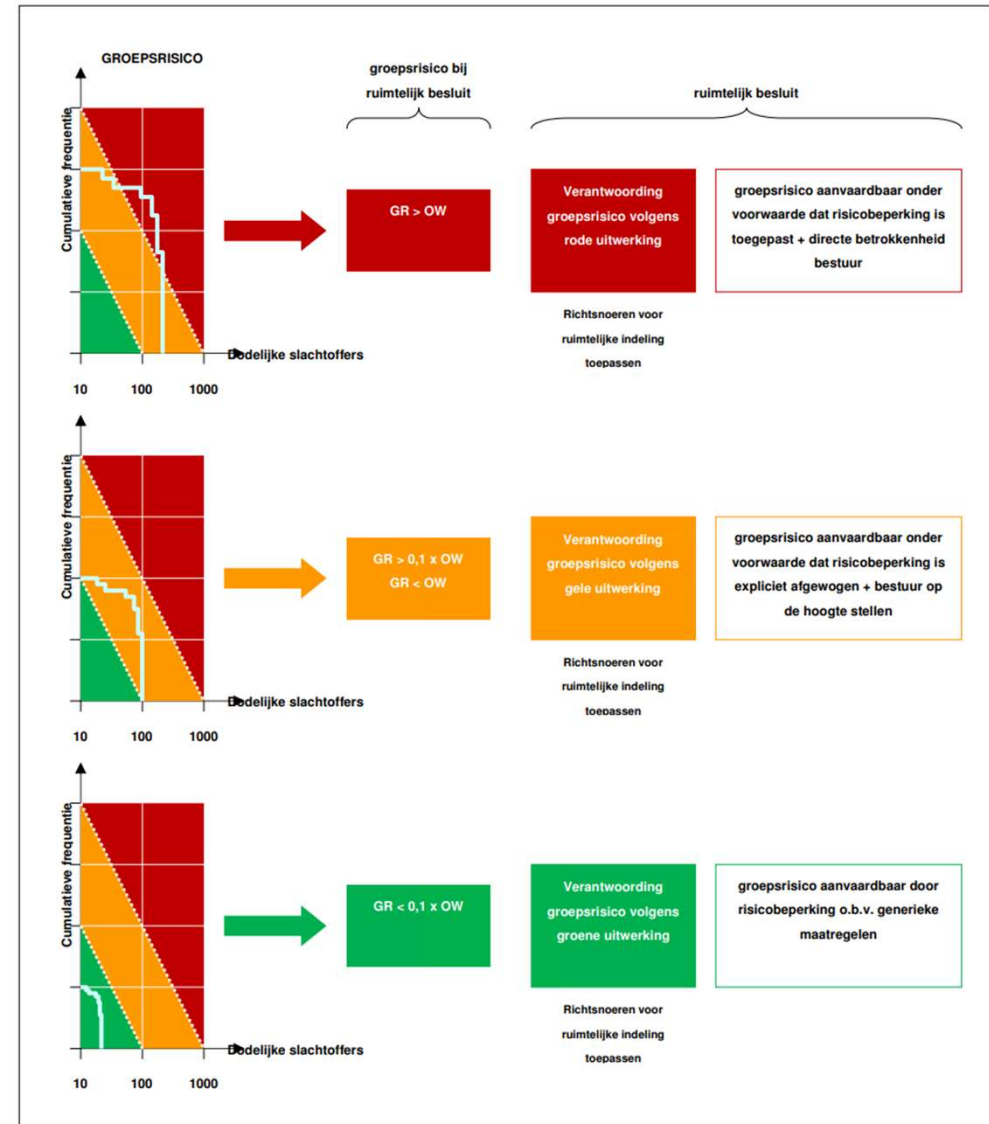 GROEPSRISICO
groepsrisico bij
ruimtelijk besluit
ruimtelijk besluit
Cumulatieve frequentie
GR > OW
Verantwoording
groepsrisico volgens
rode uitwerking
groepsrisico aanvaardbaar onder
voorwaarde dat risicobeperking is
toegepast + directe betrokkenheid
bestuur
Richtsnoeren voor
ruimtelijke indeling
toepassen
Dodelijke slachtoffers
10 100 1000
Cumulatieve frequentie
GR > 0,1 x OW
GR < OW
Verantwoording
groepsrisico volgens
gele uitwerking
groepsrisico aanvaardbaar onder
voorwaarde dat risicobeperking is
expliciet afgewogen + bestuur op
de hoogte stellen
Richtsnoeren voor
ruimtelijke indeling
toepassen
Dodelijke slachtoffers
10 100 1000
Cumulatieve frequentie
GR < 0,1 x OW
Verantwoording
groepsrisico volgens
groene uitwerking
groepsrisico aanvaardbaar door
risicobeperking o.b.v. generieke
maatregelen
Richtsnoeren voor
ruimtelijke indeling
toepassen
Dodelijke slachtoffers
10 100 1000